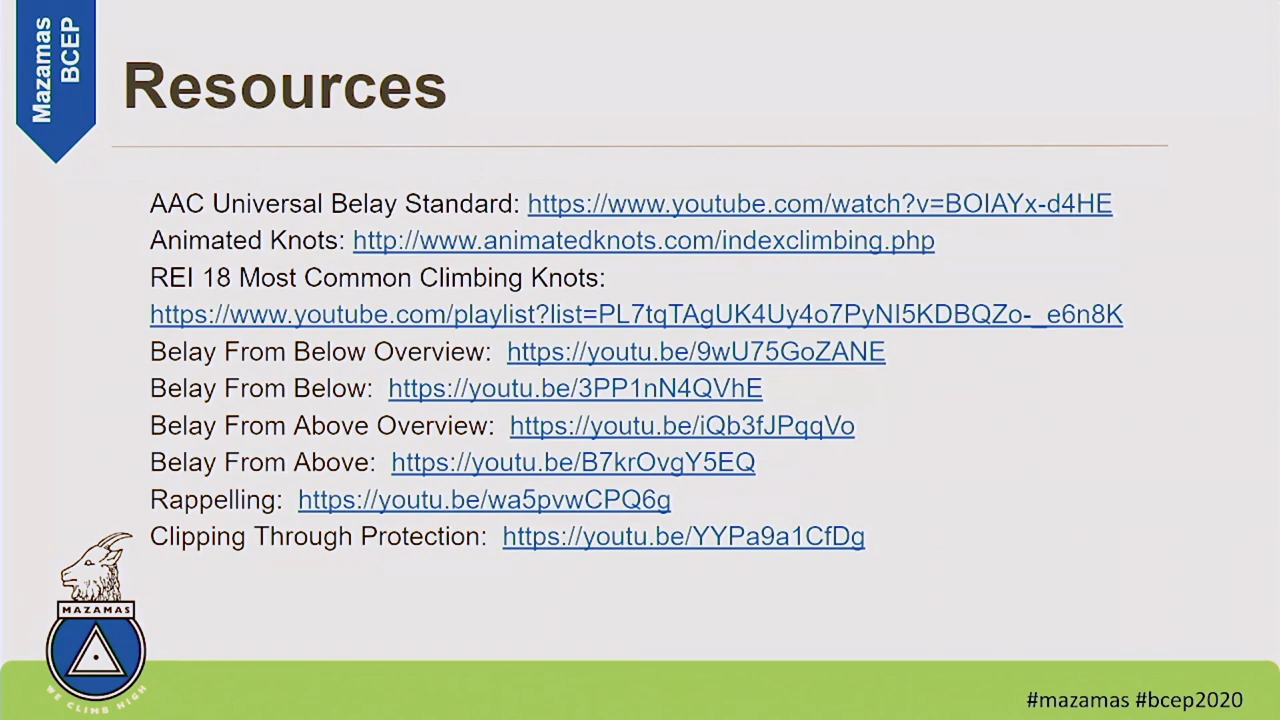 Mazamas
BCEP
Resources
AAC Universal Belay Standard: https://www.youtube.com/watch?v=BOIAYx-d4HE
Animated Knots: http://www.animatedknots.com/indexclimbing.php
REI 18 Most Common Climbing Knots:
https://www.youtube.com/playlist?list=PL7tqTAgUK4Uy4o7PyNI5KDBQZo-_e6n8K
Belay From Below Overview: https://youtu.be/9wU75GoZANE
Belay From Below: https://youtu.be/3PP1nN4QVhE
Belay From Above Overview: https://youtu.be/iQb3fJPqqVo
Belay From Above: https://youtu.be/B7krOvgY5EQ
Rappelling: https://youtu.be/wa5pvwCPQ6g
Clipping Through Protection: https://youtu.be/YYPa9a1CfDg
MAZAMAS
WE CLIMB HIGH
#mazamas #bcep2020